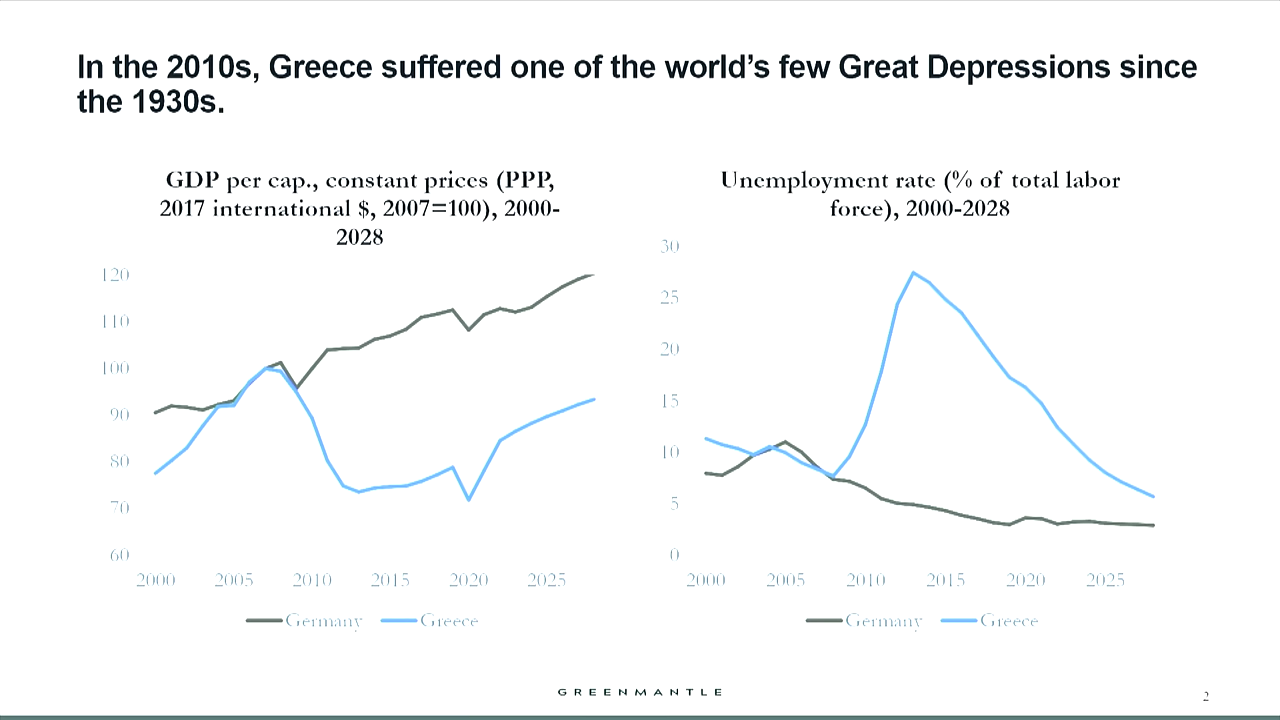 In the 2010s, Greece suffered one of the world’s few Great Depressions since
the 1930s.
GDP per cap., constant prices (PPP,
2017 international $, 2007=100), 2000-
2028
120
110
100
90
80
70
60
2000 2005 2010 2015 2020 2025
Germany Greece
Unemployment rate (% of total labor
force), 2000-2028
30
25
20
15
10
5
0
2000 2005 2010 2015 2020 2025
Germany Greece
GREENMANTLE
2